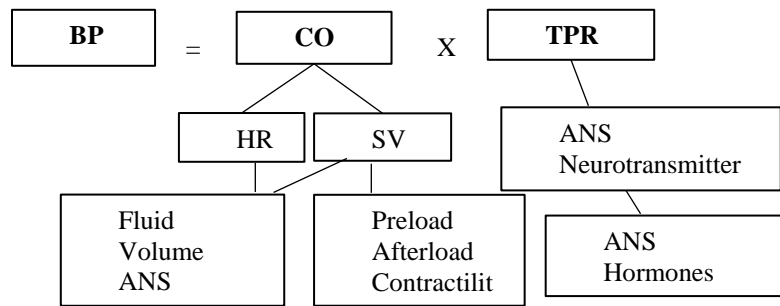 BP = CO X TPR
HR SV
ANS
Neurotransmitter
Fluid
Volume
ANS
Preload
Afterload
Contractilit
ANS
Hormones